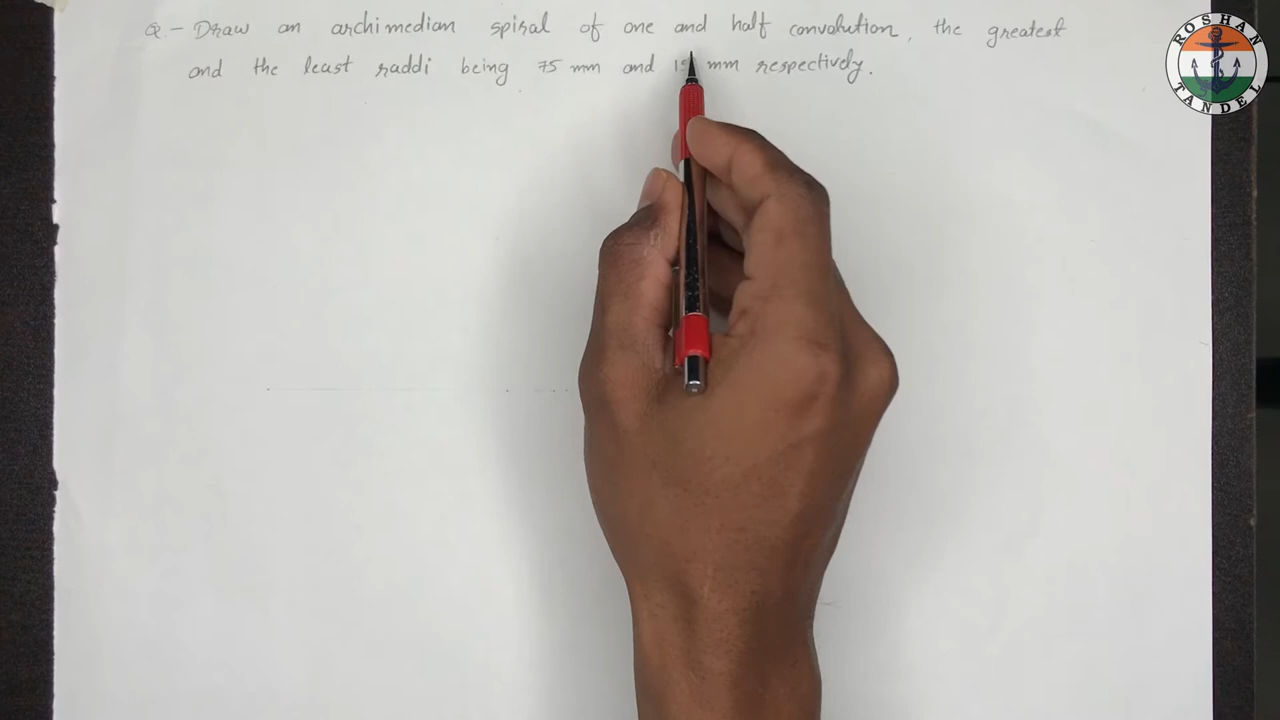 Q.- Draw an archimedian spiral of one and half convolution, the greatest
and the least raddi being 75 mm and mm respectively.
ROSHAN
TANDEL